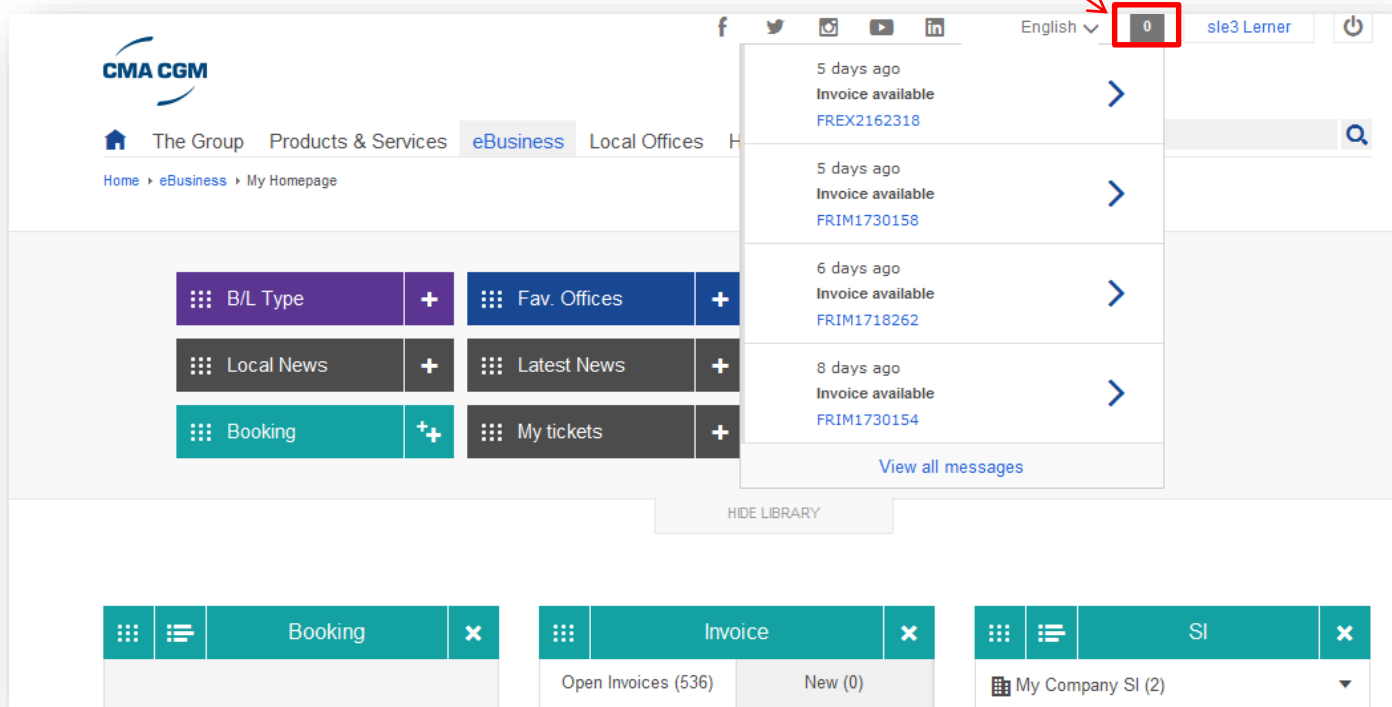 English 0 sle3 Lerner
CMA CGM
The Group Products & Services eBusiness Local Offices H
Home eBusiness My Homepage
5 days ago
Invoice available
FREX2162318
5 days ago
Invoice available
FRIM1730158
6 days ago
Invoice available
FRIM1718262
8 days ago
Invoice available
FRIM1730154
View all messages
B/L Type Fav. Offices
Local News Latest News
Booking My tickets
HIDE LIBRARY
Booking Invoice SI
Open Invoices (536) New (0) My Company SI (2)